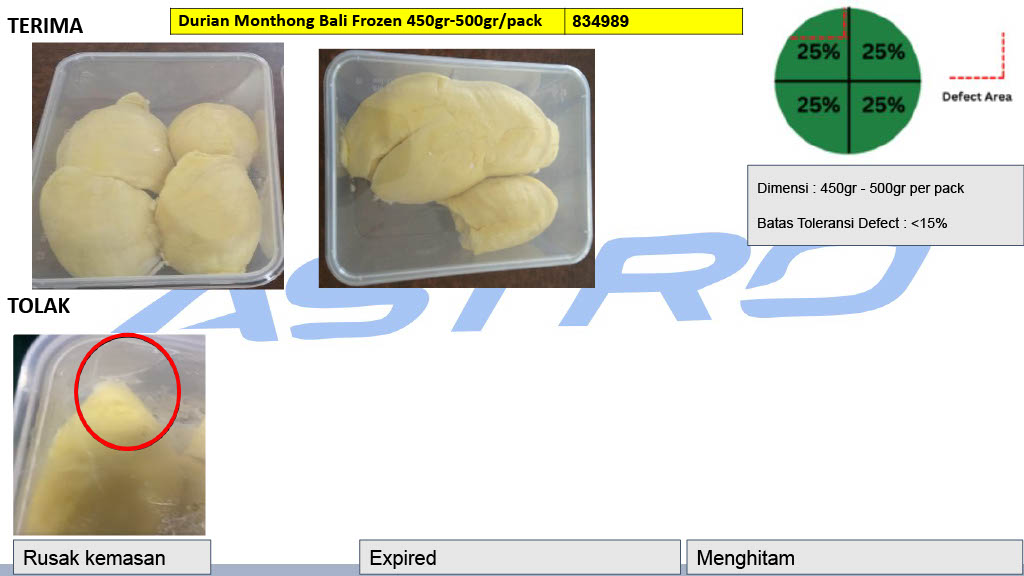 TERIMA
Durian Monthong Bali Frozen 450gr-500gr/pack 834989
25% 25%
25% 25%
Defect Area
Dimensi : 450gr - 500gr per pack
Batas Toleransi Defect : <15%
ASTRO
TOLAK
Rusak kemasan
Expired
Menghitam